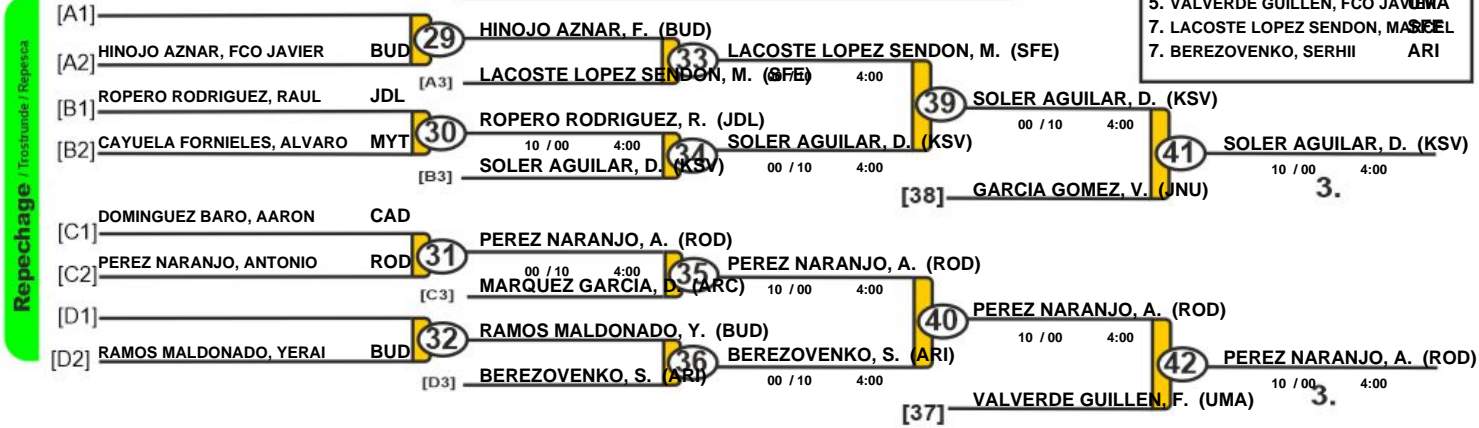 5. VALVERDE GUILLEN, FCO JAVIER UMA
7. LACOSTE LOPEZ SENDON, MARCEL SFE
7. BEREZOVENKO, SERHII ARI
Repechage / Trostrunde / Repesca
[A1]
[A2] HINOJO AZNAR, FCO JAVIER BUD
29
HINOJO AZNAR, F. (BUD)
[A3] LACOSTE LOPEZ SENDON, M. (SFE)
33
LACOSTE LOPEZ SENDON, M. (SFE)
00 / 10 4:00
[B1] ROPERO RODRIGUEZ, RAUL JDL
[B2] CAYUELA FORNIELES, ALVARO MYT
30
ROPERO RODRIGUEZ, R. (JDL)
10 / 00 4:00
[B3] SOLER AGUILAR, D. (KSV)
34
SOLER AGUILAR, D. (KSV)
00 / 10 4:00
39
SOLER AGUILAR, D. (KSV)
00 / 10 4:00
[38] GARCIA GOMEZ, V. (JNU)
41
SOLER AGUILAR, D. (KSV)
10 / 00 4:00
3.
[C1] DOMINGUEZ BARO, AARON CAD
[C2] PEREZ NARANJO, ANTONIO ROD
31
PEREZ NARANJO, A. (ROD)
00 / 10 4:00
[C3] MARQUEZ GARCIA, D. (ARC)
35
PEREZ NARANJO, A. (ROD)
10 / 00 4:00
[D1]
[D2] RAMOS MALDONADO, YERAI BUD
32
RAMOS MALDONADO, Y. (BUD)
[D3] BEREZOVENKO, S. (ARI)
36
BEREZOVENKO, S. (ARI)
00 / 10 4:00
40
PEREZ NARANJO, A. (ROD)
10 / 00 4:00
[37] VALVERDE GUILLEN, F. (UMA)
42
PEREZ NARANJO, A. (ROD)
10 / 00 4:00
3.